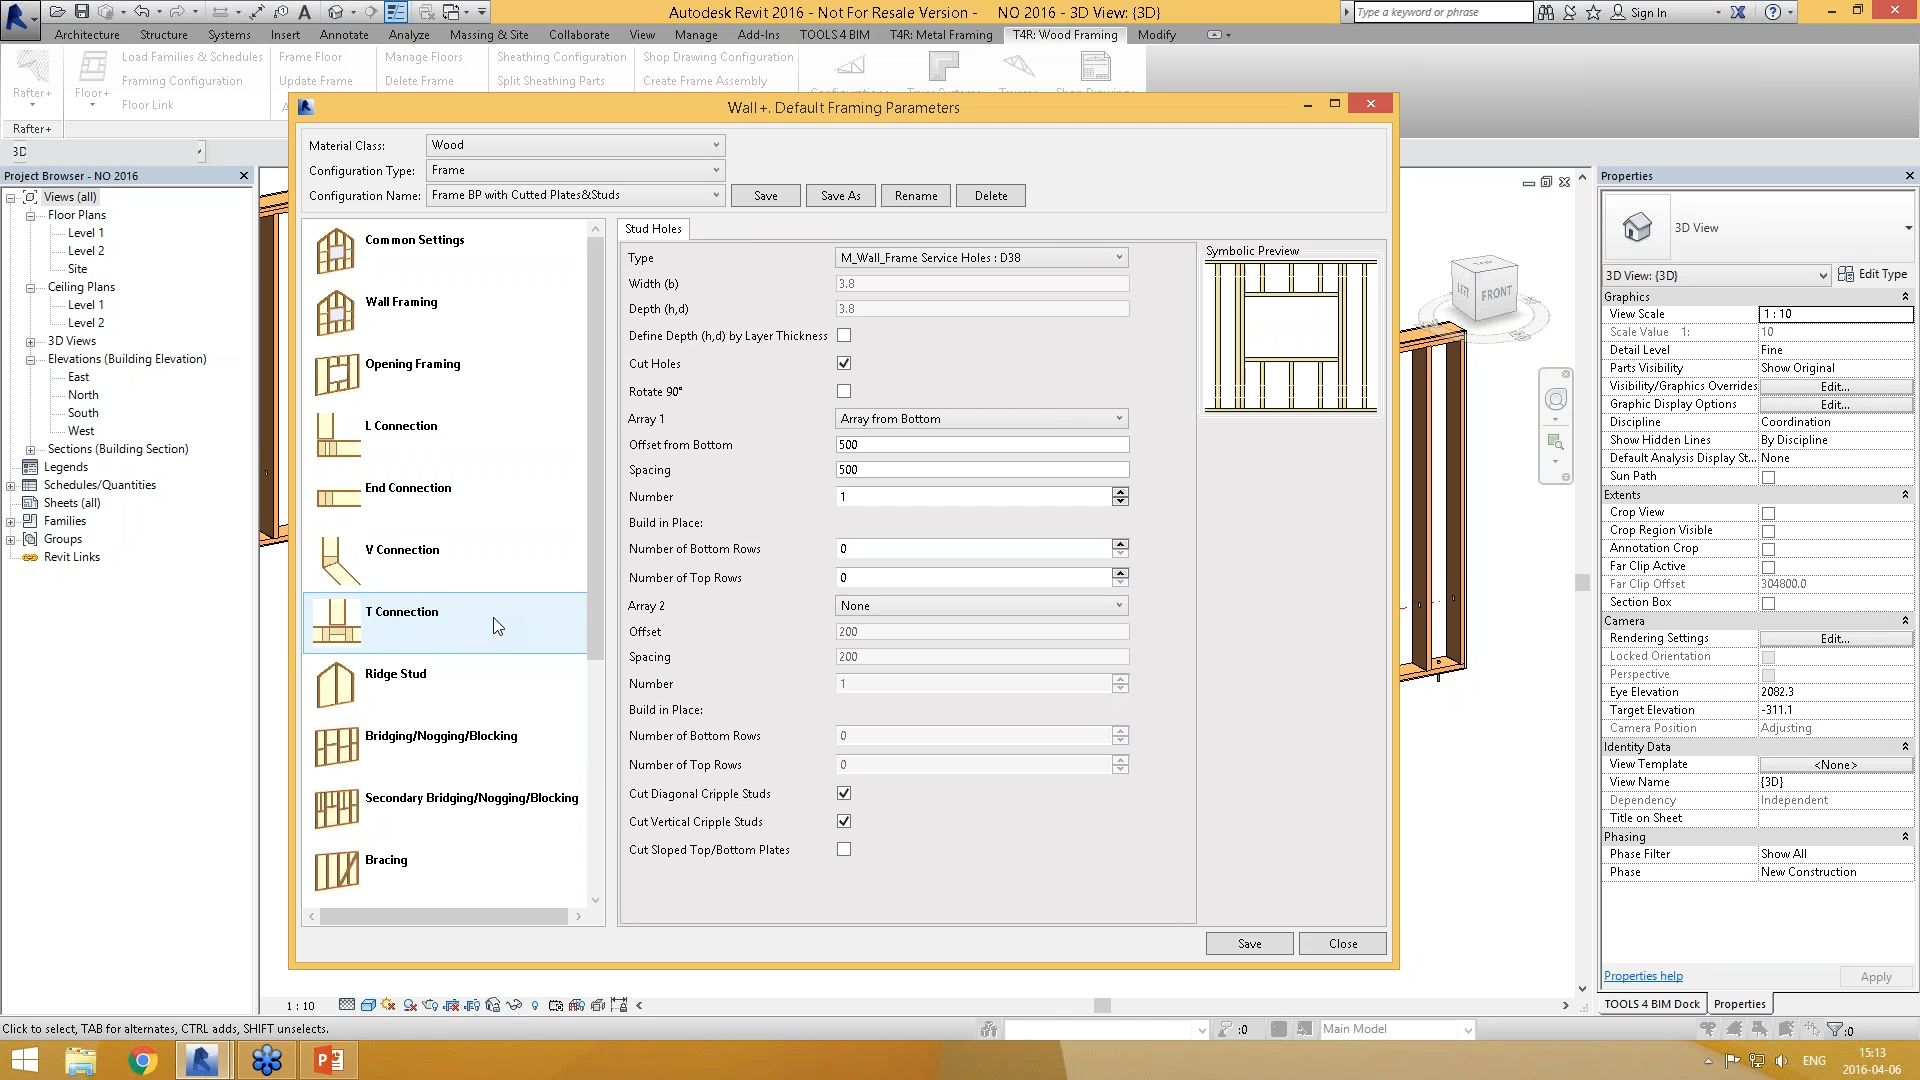 Autodesk Revit 2016 - Not For Resale Version - NO 2016 - 3D View: {3D}
Type a keyword or phrase
Sign In
Architecture Structure Systems Insert Annotate Analyze Massing & Site Collaborate View Manage Add-Ins TOOLS 4 BIM T4R: Metal Framing T4R: Wood Framing Modify
Load Families & Schedules Frame Floor Manage Floors Sheathing Configuration Shop Drawing Configuration
Framing Configuration Update Frame Delete Frame Split Sheathing Parts Create Frame Assembly
Rafter+ Floor+ Floor Link
Rafter+
3D
Wall +. Default Framing Parameters
Material Class: Wood
Configuration Type: Frame
Configuration Name: Frame BP with Cutted Plates&Studs Save Save As Rename Delete
Project Browser - NO 2016
Views (all)
Floor Plans
Level 1
Level 2
Site
Ceiling Plans
Level 1
Level 2
3D Views
Elevations (Building Elevation)
East
North
South
West
Sections (Building Section)
Legends
Schedules/Quantities
Sheets (all)
Families
Groups
Revit Links
Common Settings
Wall Framing
Opening Framing
L Connection
End Connection
V Connection
T Connection
Ridge Stud
Bridging/Nogging/Blocking
Secondary Bridging/Nogging/Blocking
Bracing
Stud Holes
Type M_Wall_Frame Service Holes : D38
Width (b) 3.8
Depth (h,d) 3.8
Define Depth (h,d) by Layer Thickness
Cut Holes
Rotate 90°
Array 1 Array from Bottom
Offset from Bottom 500
Spacing 500
Number 1
Build in Place:
Number of Bottom Rows 0
Number of Top Rows 0
Array 2 None
Offset 200
Spacing 200
Number 1
Build in Place:
Number of Bottom Rows 0
Number of Top Rows 0
Cut Diagonal Cripple Studs
Cut Vertical Cripple Studs
Cut Sloped Top/Bottom Plates
Symbolic Preview
Save Close
LEFT FRONT
Properties
3D View
3D View: {3D} Edit Type
Graphics
View Scale 1 : 10
Scale Value 1: 10
Detail Level Fine
Parts Visibility Show Original
Visibility/Graphics Overrides Edit...
Graphic Display Options Edit...
Discipline Coordination
Show Hidden Lines By Discipline
Default Analysis Display St... None
Sun Path
Extents
Crop View
Crop Region Visible
Annotation Crop
Far Clip Active
Far Clip Offset 304800.0
Section Box
Camera
Rendering Settings Edit...
Locked Orientation
Perspective
Eye Elevation 2082.3
Target Elevation -311.1
Camera Position Adjusting
Identity Data
View Template <None>
View Name {3D}
Dependency Independent
Title on Sheet
Phasing
Phase Filter Show All
Phase New Construction
Properties help Apply
TOOLS 4 BIM Dock Properties
1 : 10
Click to select, TAB for alternates, CTRL adds, SHIFT unselects.
:0 Main Model :0
ENG
15:13
2016-04-06